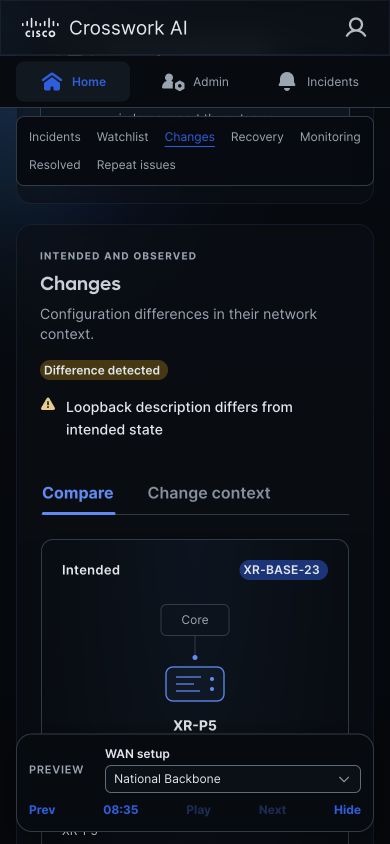 CISCO
Crosswork AI
Home
Admin
Incidents
Incidents
Watchlist
Changes
Recovery
Monitoring
Resolved
Repeat issues
INTENDED AND OBSERVED
Changes
Configuration differences in their network
context.
Difference detected
Loopback description differs from
intended state
Compare
Change context
Intended
XR-BASE-23
Core
XR-P5
PREVIEW
WAN setup
National Backbone
Prev
08:35
Play
Next
Hide